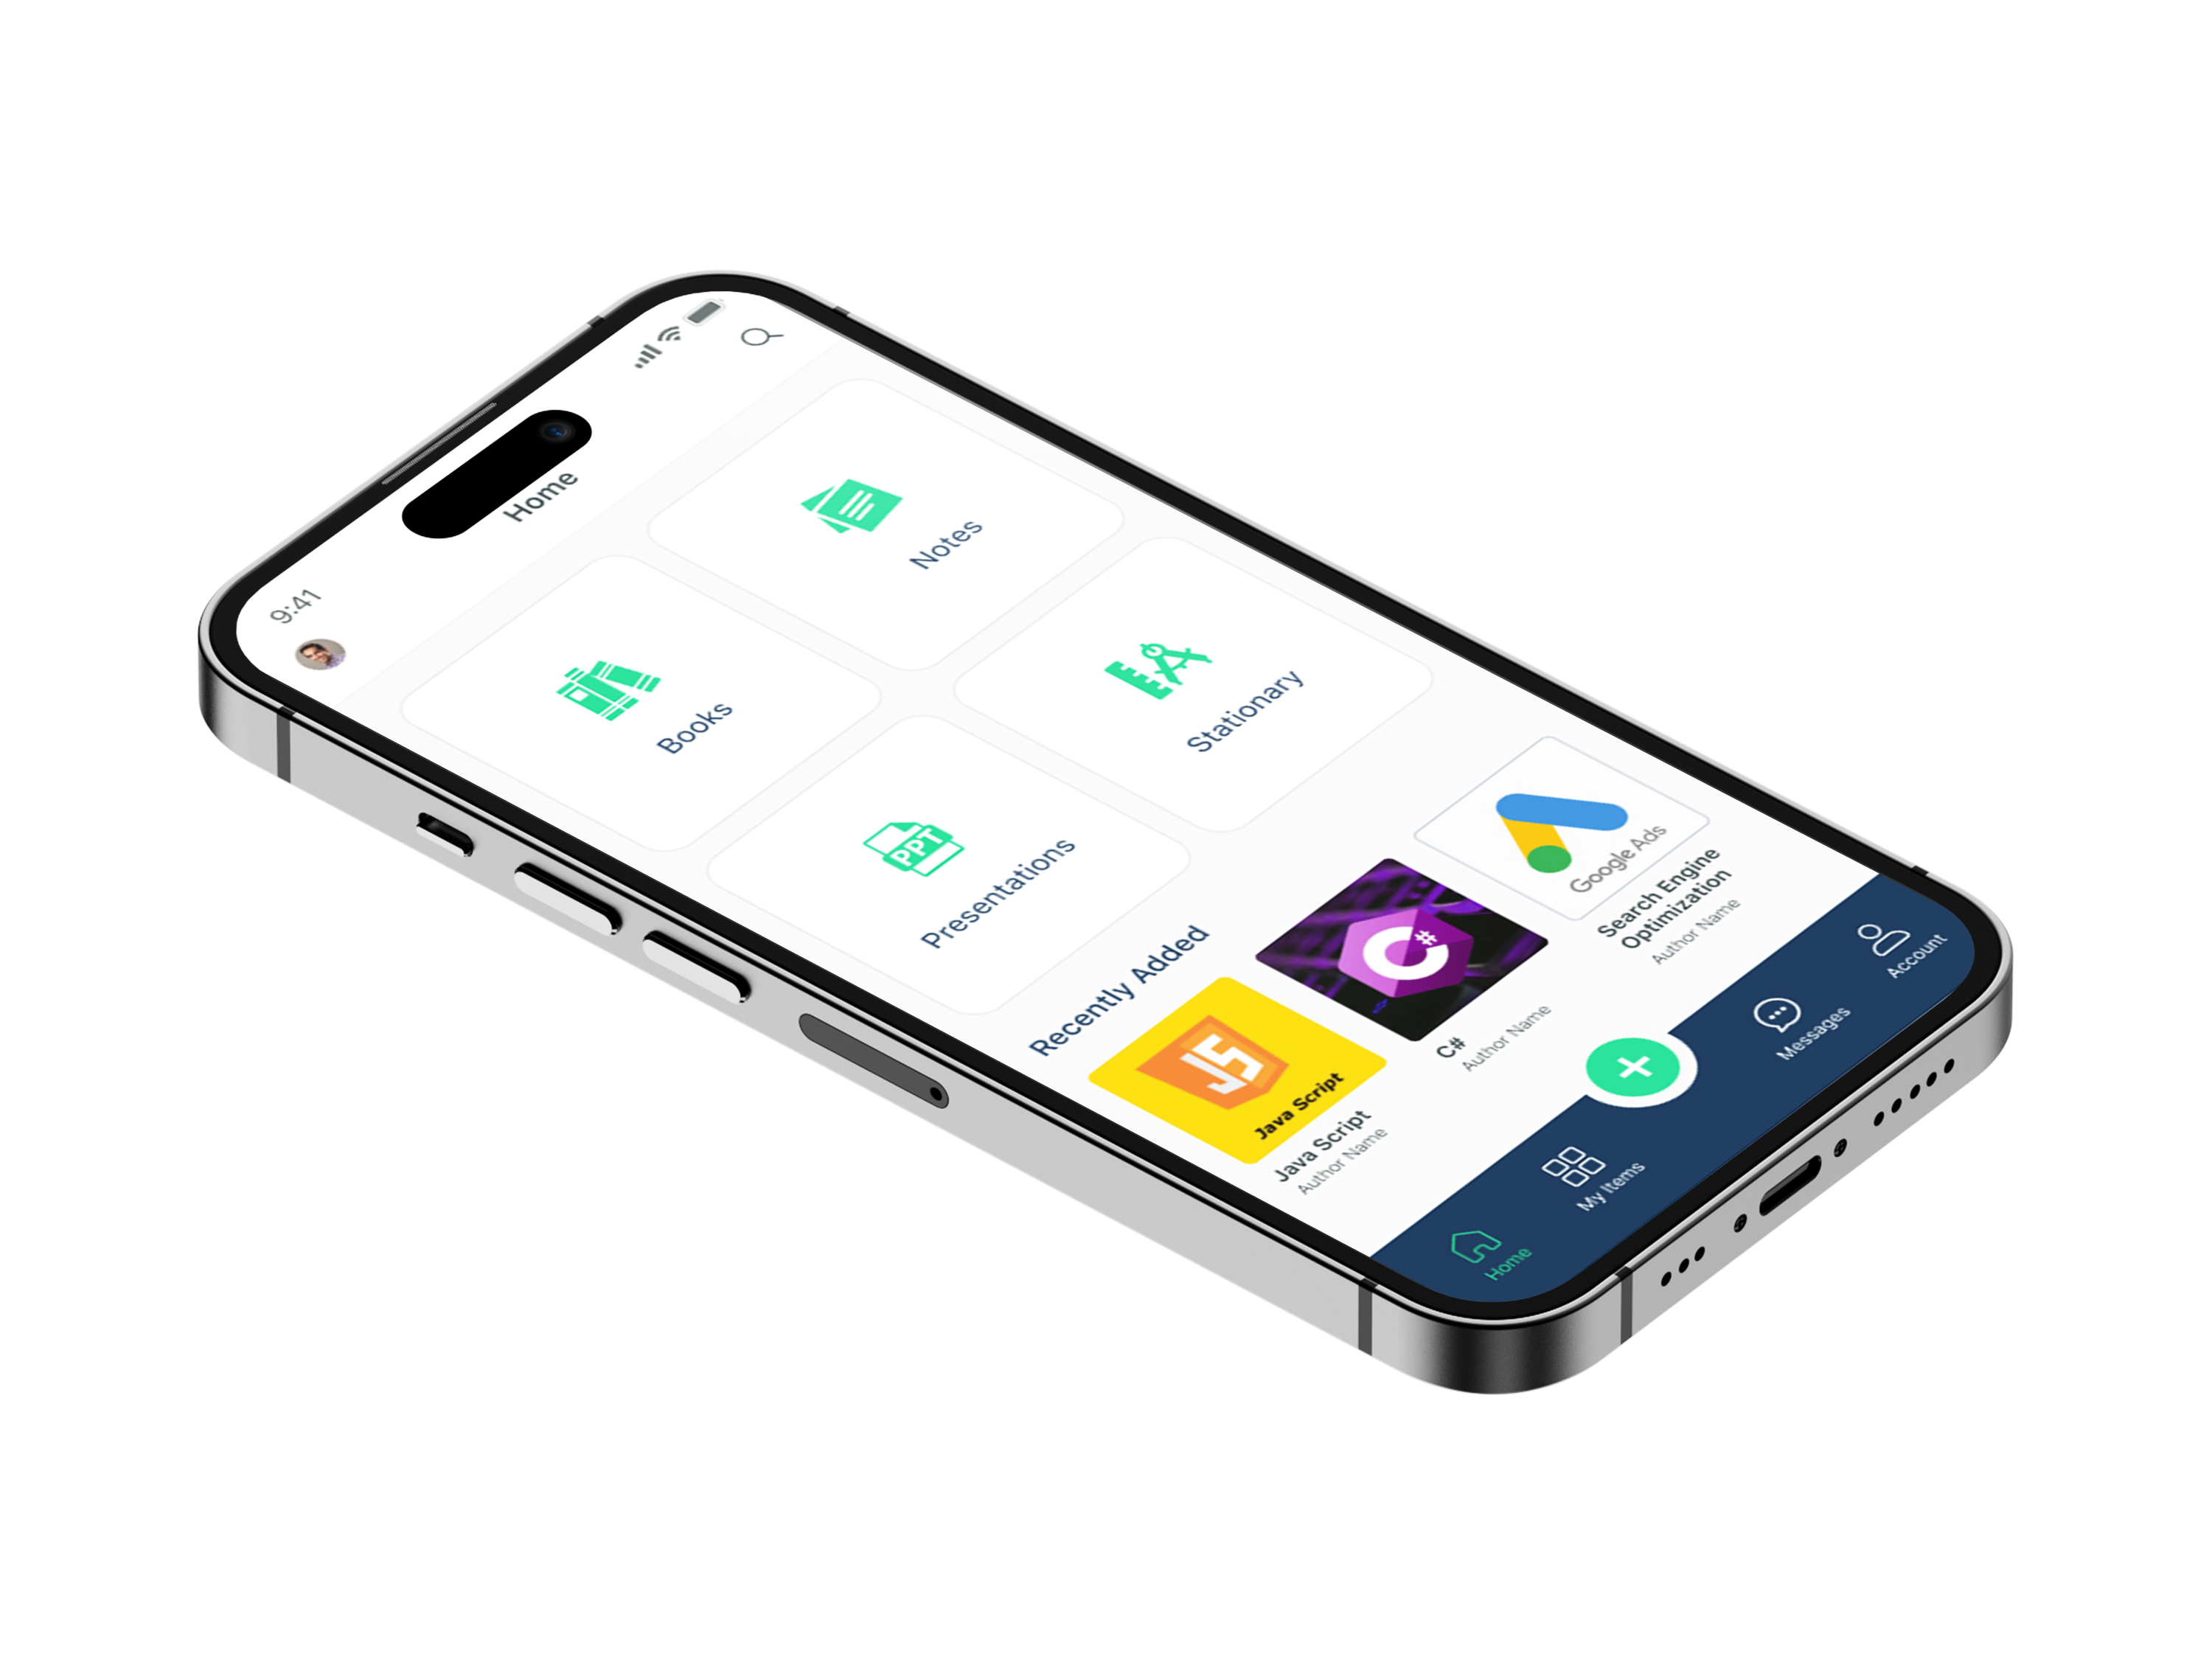 9:41
Home
Books
Notes
PPT
Presentations
Stationary
Recently Added
JS
Java Script
Java Script
Author Name
C#
C#
Author Name
Google Ads
Search Engine
Optimization
Author Name
Home
My Items
+
Messages
Account